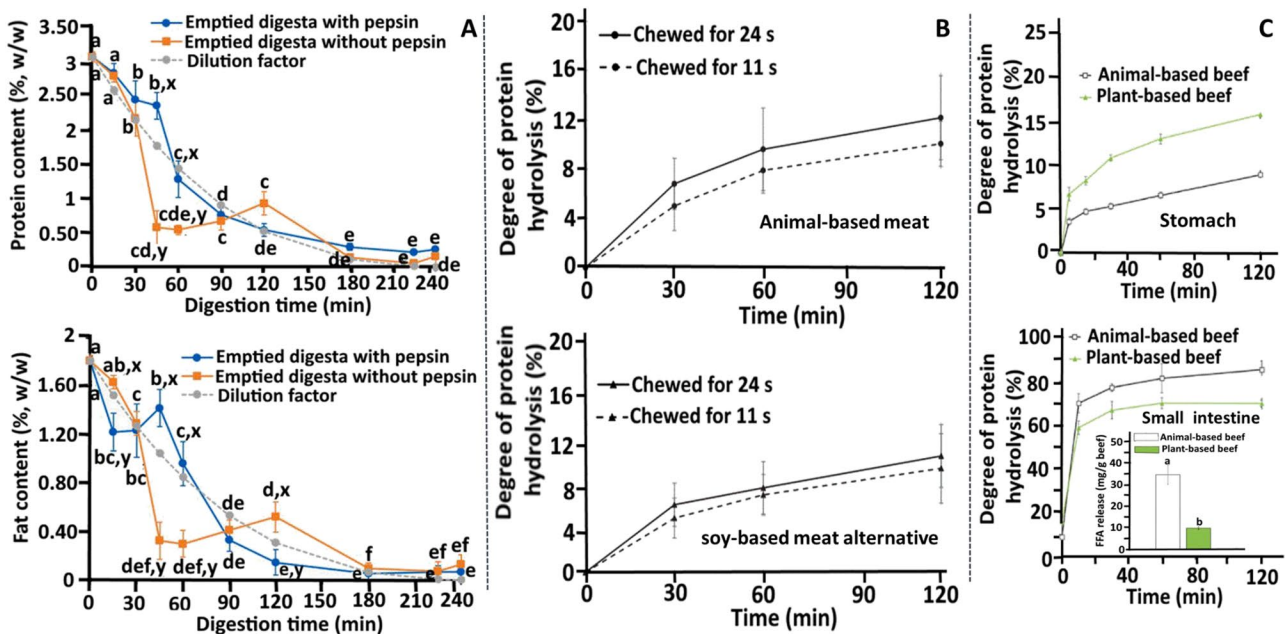 A
Emptied digesta with pepsin
Emptied digesta without pepsin
Dilution factor
Protein content (%, w/w)
3.50
3
2.50
2
1.50
1
0.50
0
a
a
a
a
b
b,x
b
c,x
cde,y
cd,y
d
c
c
de
e
de
e
e
e
de
0 30 60 90 120 150 180 210 240
Digestion time (min)
Emptied digesta with pepsin
Emptied digesta without pepsin
Dilution factor
Fat content (%, w/w)
2
1.60
1.20
0.80
0.40
0
a
a
ab,x
bc,y
c
bc
b,x
c,x
def,y
def,y
de
de
d,x
e,y
f
e
ef
e
ef
e
0 30 60 90 120 150 180 210 240
Digestion time (min)
B
Chewed for 24 s
Chewed for 11 s
Degree of protein
hydrolysis (%)
20
16
12
8
4
0
Animal-based meat
0 30 60 90 120
Time (min)
Chewed for 24 s
Chewed for 11 s
Degree of protein
hydrolysis (%)
20
16
12
8
4
0
soy-based meat alternative
0 30 60 90 120
Time (min)
C
Animal-based beef
Plant-based beef
Degree of protein
hydrolysis (%)
25
20
15
10
5
0
Stomach
0 40 80 120
Time (min)
Animal-based beef
Plant-based beef
Degree of protein
hydrolysis (%)
100
80
60
40
20
0
Small intestine
Animal-based beef
Plant-based beef
FFA release (mg/g beef)
50
40
30
20
10
0
a
b
0 20 40 60 80 100 120
Time (min)